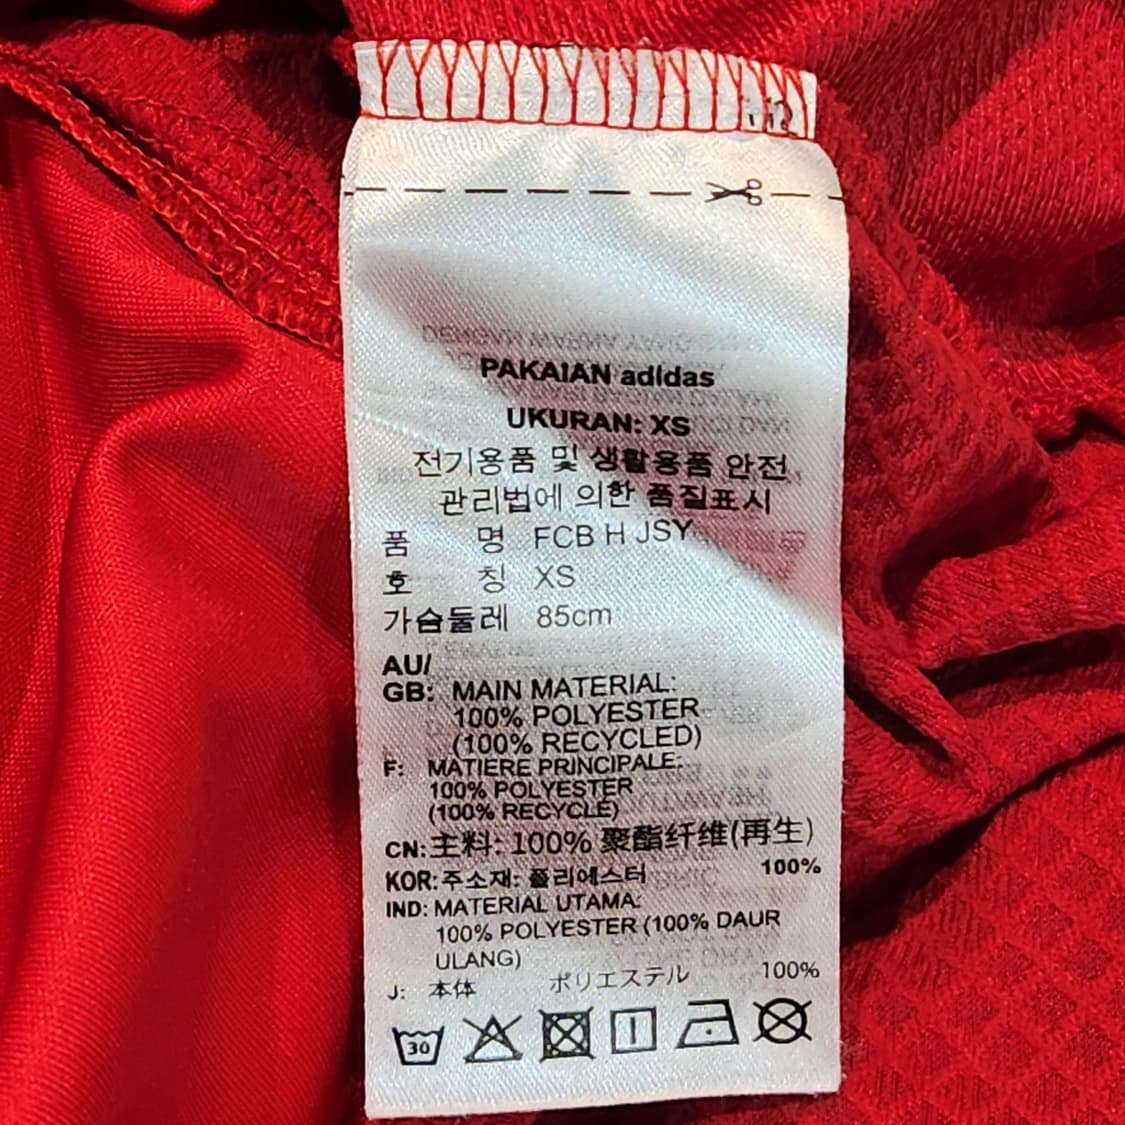 PAKAIAN adidas
UKURAN: XS
전기용품 및 생활용품 안전
관리법에 의한 품질표시
품 명 FCB H JSY
호 칭 XS
가슴둘레 85cm
AU/
GB: MAIN MATERIAL:
100% POLYESTER
(100% RECYCLED)
F: MATIERE PRINCIPALE:
100% POLYESTER
(100% RECYCLÉ)
CN: 主料: 100% 聚酯纤维(再生)
KOR: 주소재: 폴리에스터 100%
IND: MATERIAL UTAMA:
100% POLYESTER (100% DAUR
ULANG)
J: 本体 ポリエステル 100%
30